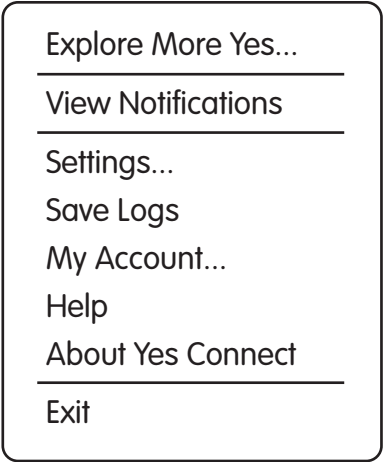 Explore More Yes...
View Notifications
Settings...
Save Logs
My Account...
Help
About Yes Connect
Exit